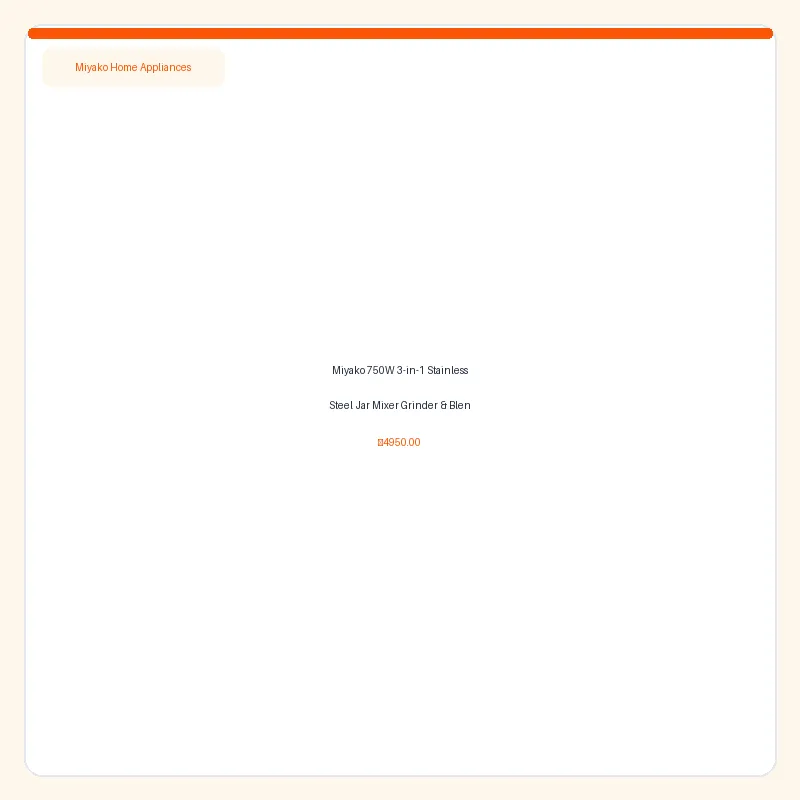 Miyako Home Appliances
Miyako 750W 3-in-1 Stainless
Steel Jar Mixer Grinder & Blen
4950.00